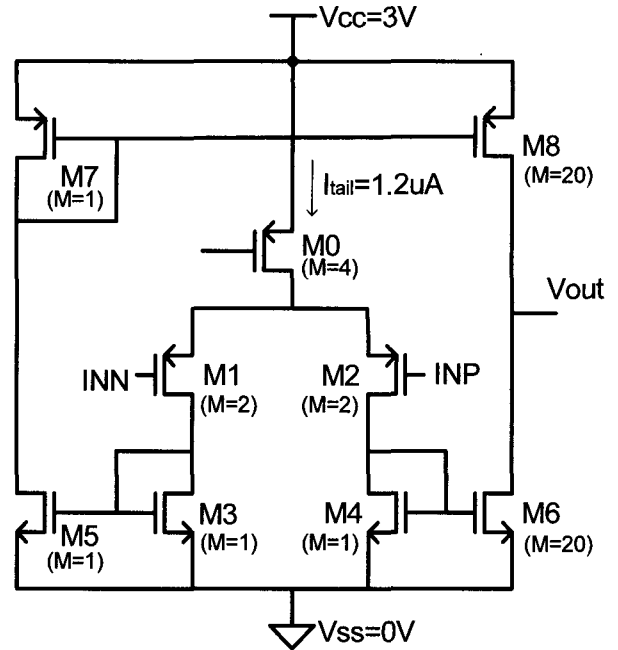 Vcc=3V
M7
(M=1)
M8
(M=20)
Itail=1.2uA
M0
(M=4)
Vout
INN
M1
(M=2)
M2
(M=2)
INP
M5
(M=1)
M3
(M=1)
M4
(M=1)
M6
(M=20)
Vss=0V